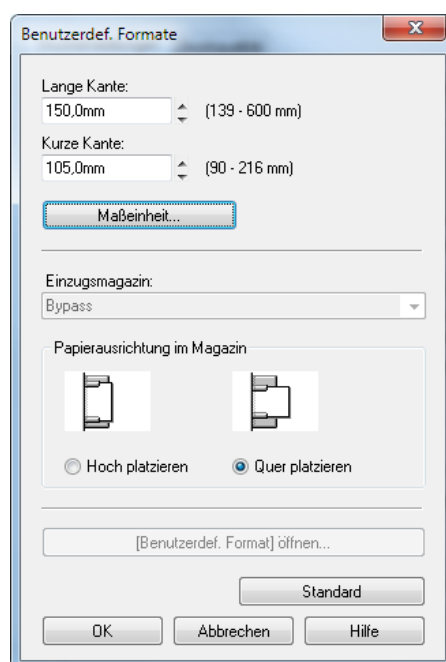 Benutzerdef. Formate
Lange Kante:
150,0mm (139 - 600 mm)
Kurze Kante:
105,0mm (90 - 216 mm)
Maßeinheit...
Einzugsmagazin:
Bypass
Papierausrichtung im Magazin
Hoch platzieren Quer platzieren
[Benutzerdef. Format] öffnen...
Standard
OK Abbrechen Hilfe